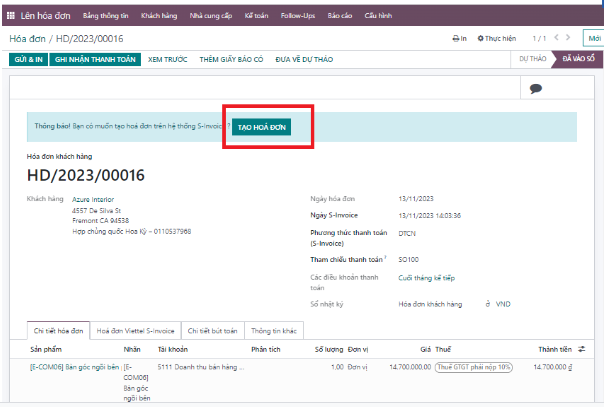 Lên hóa đơn Bảng thông tin Khách hàng Nhà cung cấp Kế toán Follow-Ups Báo cáo Cấu hình
Hóa đơn / HD/2023/00016 In Thực hiện 1 / 1 Mới
GỬI & IN GHI NHẬN THANH TOÁN XEM TRƯỚC THÊM GIẤY BÁO CÓ ĐƯA VỀ DỰ THẢO DỰ THẢO ĐÃ VÀO SỔ
Thông báo! Bạn có muốn tạo hoá đơn trên hệ thống S-Invoice ? TẠO HOÁ ĐƠN
Hóa đơn khách hàng
HD/2023/00016
Khách hàng Azure Interior Ngày hóa đơn 13/11/2023
4557 De Silva St
Fremont CA 94538
Hợp chủng quốc Hoa Kỳ – 0110537968
Ngày S-Invoice 13/11/2023 14:03:36
Phương thức thanh toán (S-Invoice) DTCN
Tham chiếu thanh toán ? SO100
Các điều khoản thanh toán Cuối tháng kế tiếp
Số nhật ký Hóa đơn khách hàng ở VND
Chi tiết hóa đơn Hoá đơn Viettel S-Invoice Chi tiết bút toán Thông tin khác
Sản phẩm Nhãn Tài khoản Phân tích Số lượng Đơn vị Giá Thuế Thành tiền
[E-COM06] Bàn góc ngồi bên [E- 5111 Doanh thu bán hàng ... 1,00 Đơn vị 14.700.000,00 Thuế GTGT phải nộp 10% 14.700.000 ₫
COM06]
Bàn góc
ngồi bên